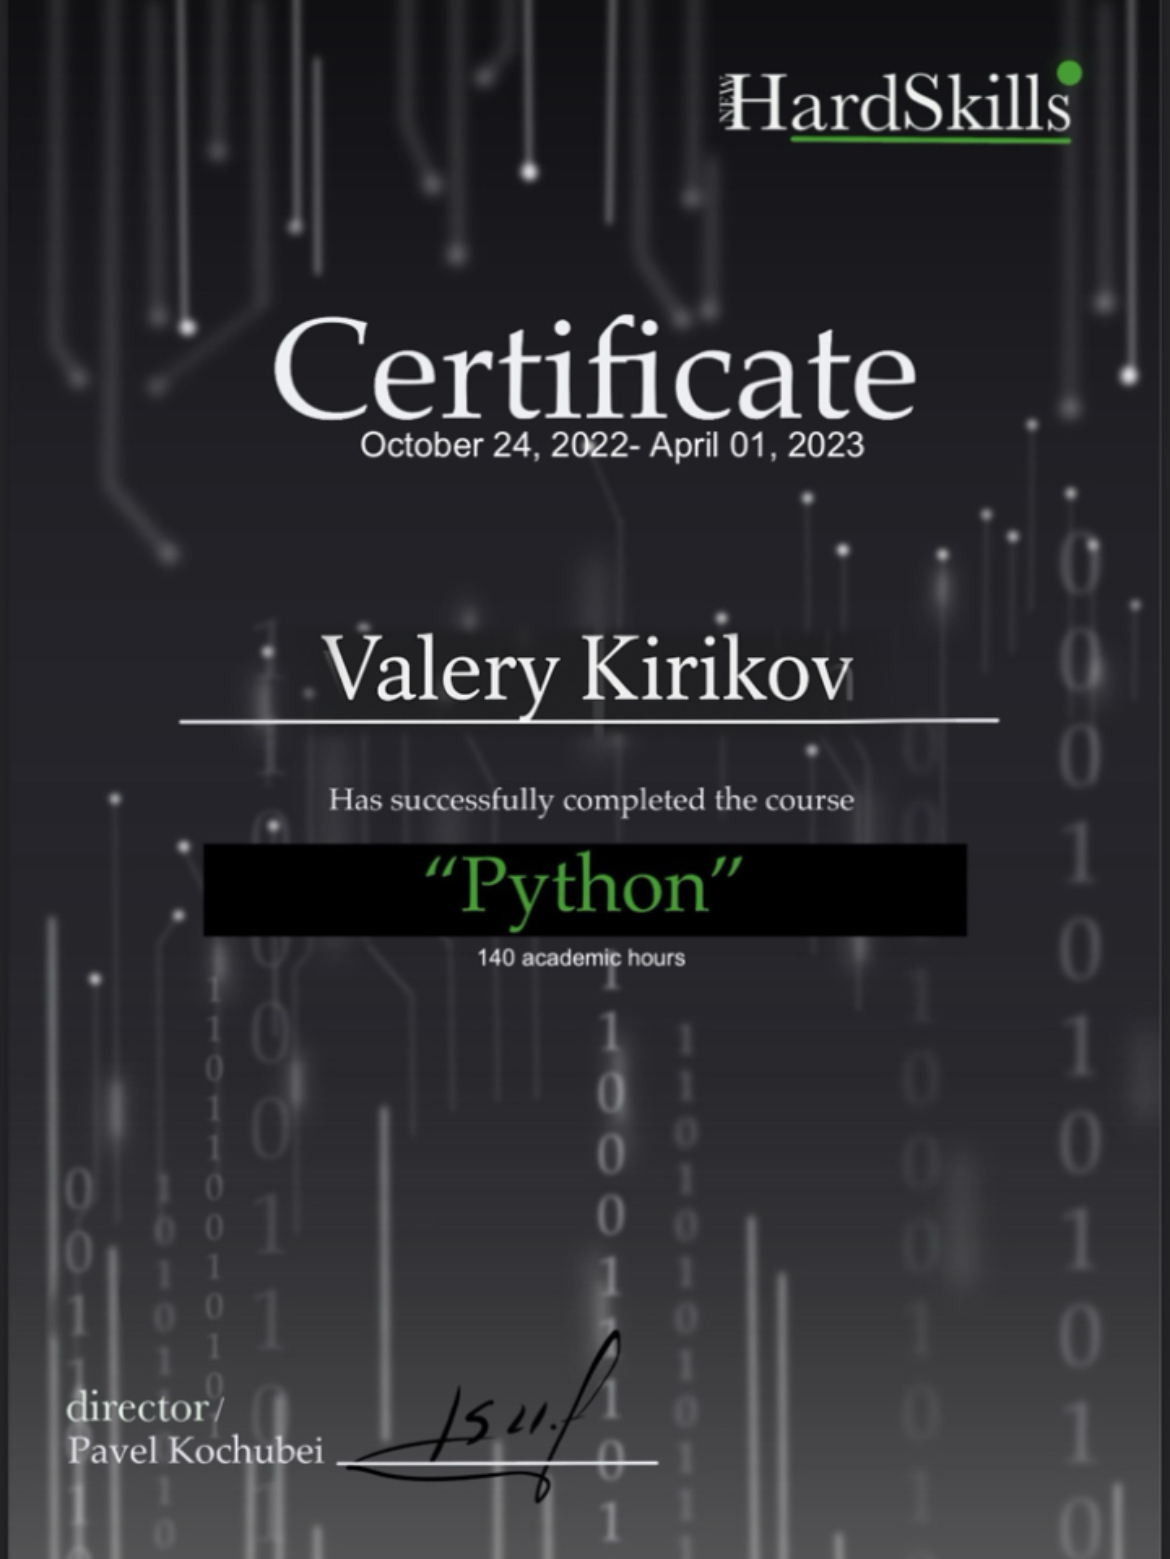 NEW HardSkills
Certificate
October 24, 2022- April 01, 2023
Valery Kirikov
Has successfully completed the course
“Python”
140 academic hours
director/
Pavel Kochubei